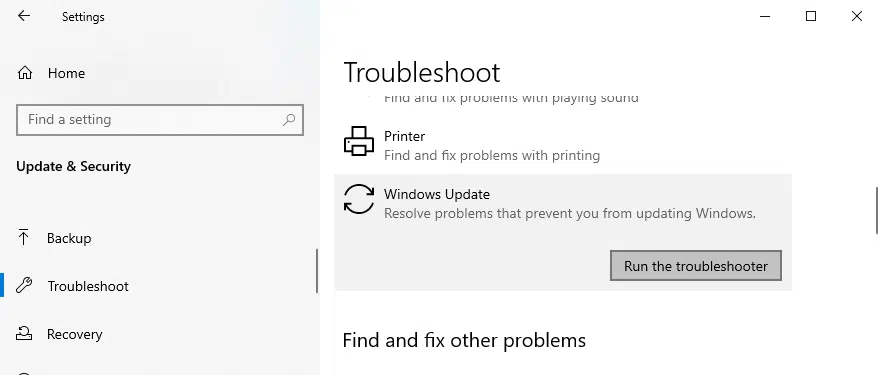 Settings
Home
Find a setting
Update & Security
Backup
Troubleshoot
Recovery
Troubleshoot
Find and fix problems with playing sound
Printer
Find and fix problems with printing
Windows Update
Resolve problems that prevent you from updating Windows.
Run the troubleshooter
Find and fix other problems